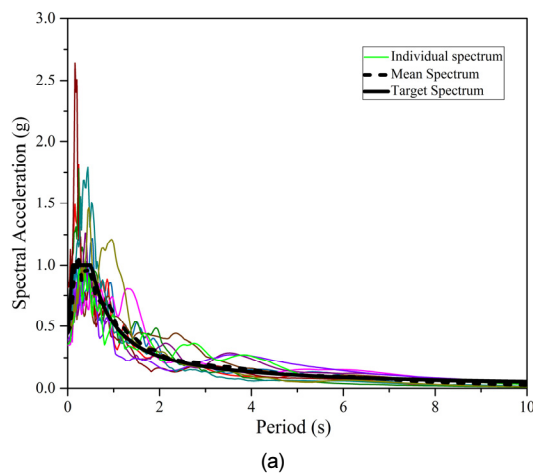 3.0
2.5
2.0
1.5
1.0
0.5
0.0
Spectral Acceleration (g)
Individual spectrum
Mean Spectrum
Target Spectrum
0 2 4 6 8 10
Period (s)
(a)